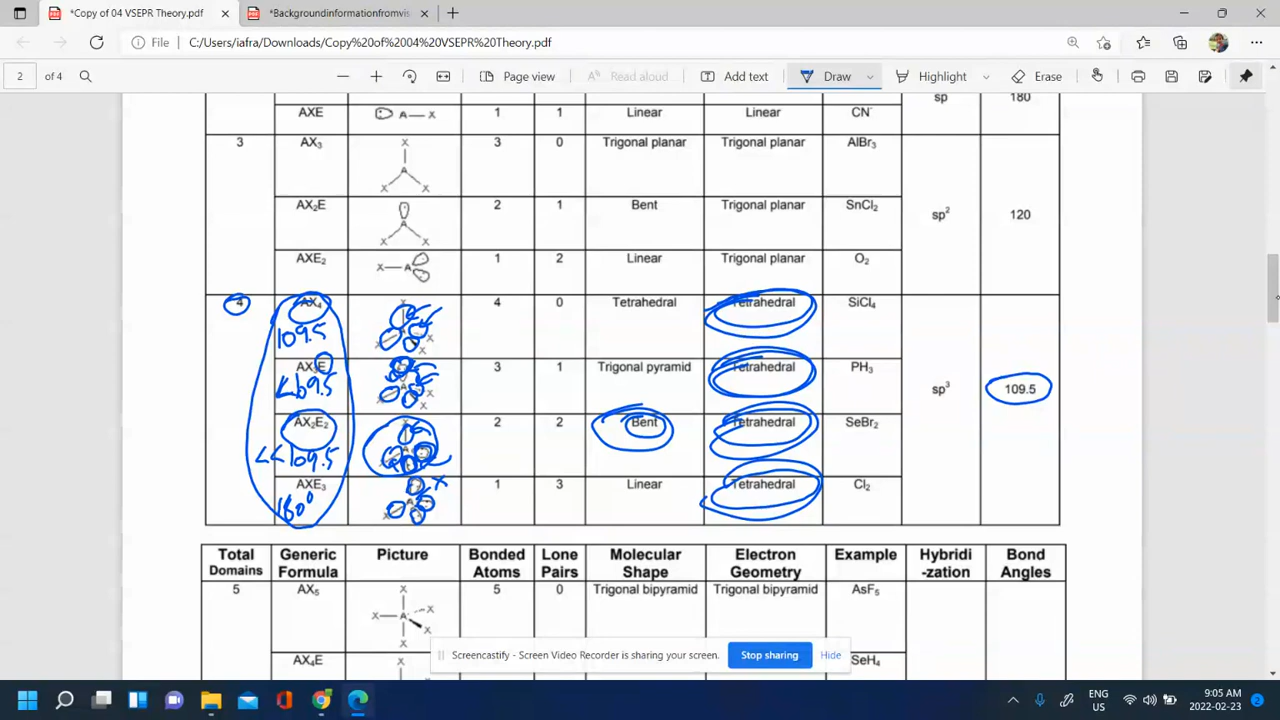 *Copy of 04 VSEPR Theory.pdf
*Backgroundinformationfromvis
File C:/Users/iafra/Downloads/Copy%20of%2004%20VSEPR%20Theory.pdf
2 of 4 Page view Read aloud Add text Draw Highlight Erase
sp 180
AXE A—X 1 1 Linear Linear CN⁻
3 AX₃ X A X X 3 0 Trigonal planar Trigonal planar AlBr₃
AX₂E A X X 2 1 Bent Trigonal planar SnCl₂
sp² 120
AXE₂ X—A 1 2 Linear Trigonal planar O₂
4 AX₄ 4 0 Tetrahedral Tetrahedral SiCl₄
109.5
AX₃E 3 1 Trigonal pyramid Tetrahedral PH₃
<109.5
sp³ 109.5
AX₂E₂ 2 2 Bent Tetrahedral SeBr₂
<<109.5
AXE₃ X 1 3 Linear Tetrahedral Cl₂
180°
Total Domains Generic Formula Picture Bonded Atoms Lone Pairs Molecular Shape Electron Geometry Example Hybridi-zation Bond Angles
5 AX₅ X X—A X X X 5 0 Trigonal bipyramid Trigonal bipyramid AsF₅
AX₄E X SeH₄
Screencastify - Screen Video Recorder is sharing your screen. Stop sharing Hide
ENG US 9:05 AM 2022-02-23 2